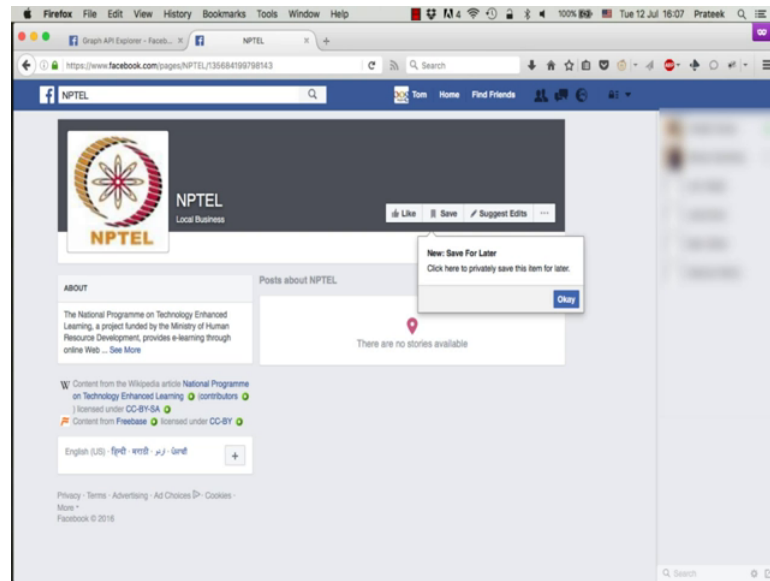 Firefox File Edit View History Bookmarks Tools Window Help 4 100% Tue 12 Jul 16:07 Prateek
Graph API Explorer - Faceb... × NPTEL × +
https://www.facebook.com/pages/NPTEL/135684199798143 Search
NPTEL Tom Home Find Friends
NPTEL
NPTEL
Local Business
Like Save Suggest Edits ...
New: Save For Later
Click here to privately save this item for later.
Okay
ABOUT
The National Programme on Technology Enhanced
Learning, a project funded by the Ministry of Human
Resource Development, provides e-learning through
online Web ... See More
Posts about NPTEL
There are no stories available
W Content from the Wikipedia article National Programme
on Technology Enhanced Learning (contributors
) licensed under CC-BY-SA
Content from Freebase licensed under CC-BY
English (US) · हिन्दी · मराठी · اردو · ਪੰਜਾਬੀ
+
Privacy · Terms · Advertising · Ad Choices · Cookies ·
More
Facebook © 2016
Search